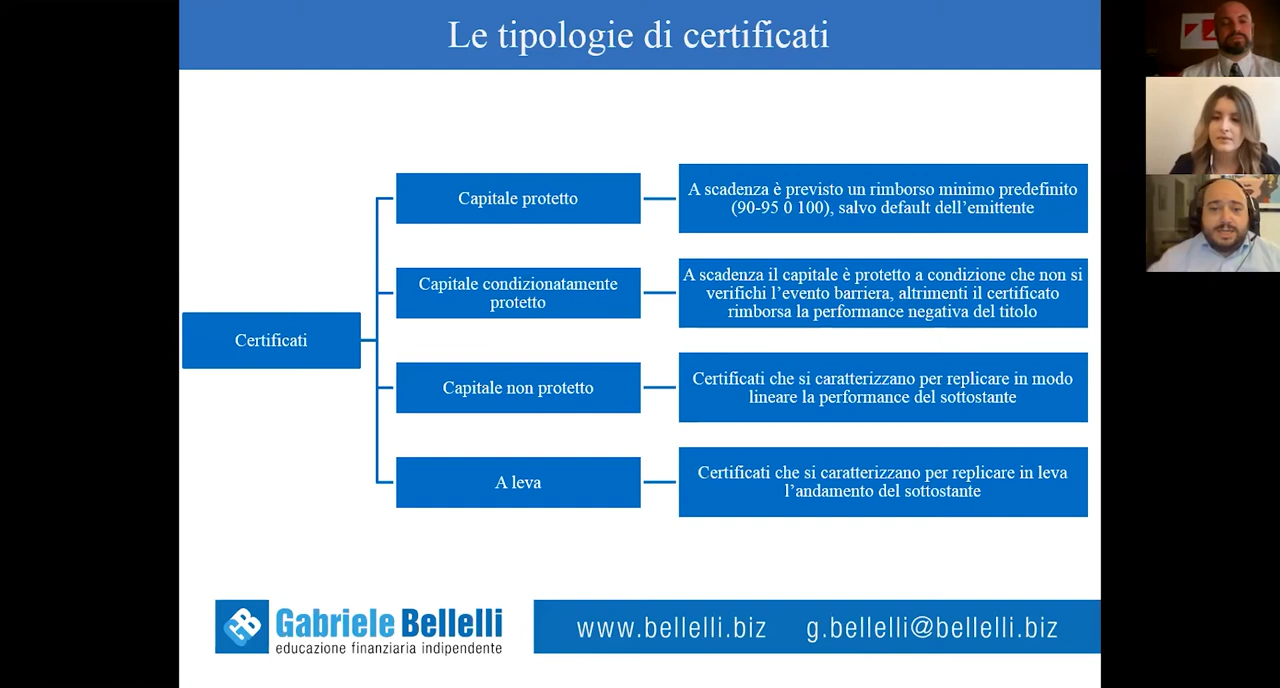 Le tipologie di certificati
Certificati
Capitale protetto
A scadenza è previsto un rimborso minimo predefinito
(90-95 0 100), salvo default dell'emittente
Capitale condizionatamente
protetto
A scadenza il capitale è protetto a condizione che non si
verifichi l'evento barriera, altrimenti il certificato
rimborsa la performance negativa del titolo
Capitale non protetto
Certificati che si caratterizzano per replicare in modo
lineare la performance del sottostante
A leva
Certificati che si caratterizzano per replicare in leva
l'andamento del sottostante
GB
Gabriele Bellelli
educazione finanziaria indipendente
www.bellelli.biz g.bellelli@bellelli.biz